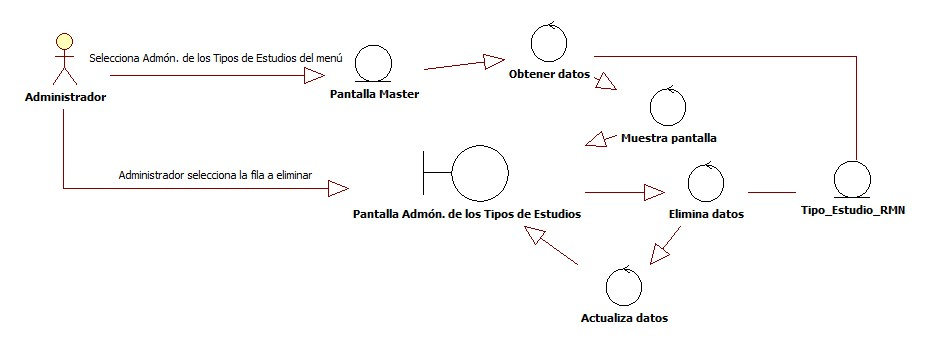 Selecciona Admón. de los Tipos de Estudios del menú
Obtener datos
Administrador
Pantalla Master
Muestra pantalla
Administrador selecciona la fila a eliminar
Pantalla Admón. de los Tipos de Estudios
Elimina datos
Tipo_Estudio_RMN
Actualiza datos